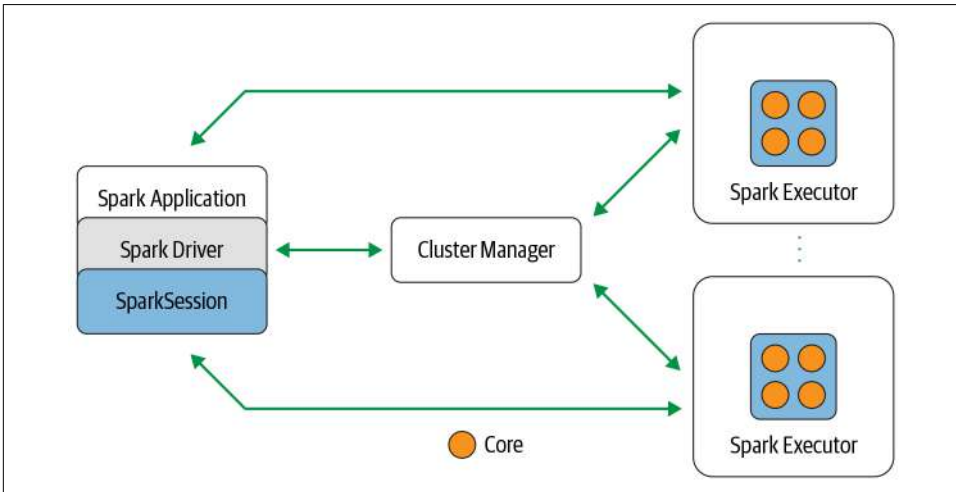 Spark Application
Spark Driver
SparkSession
Cluster Manager
Spark Executor
Spark Executor
Core